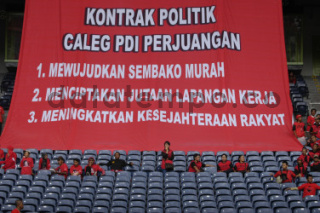 KONTRAK POLITIK
CALEG PDI PERJUANGAN
1. MEWUJUDKAN SEMBAKO MURAH
2. MENCIPTAKAN JUTAAN LAPANGAN KERJA
3. MENINGKATKAN KESEJAHTERAAN RAKYAT